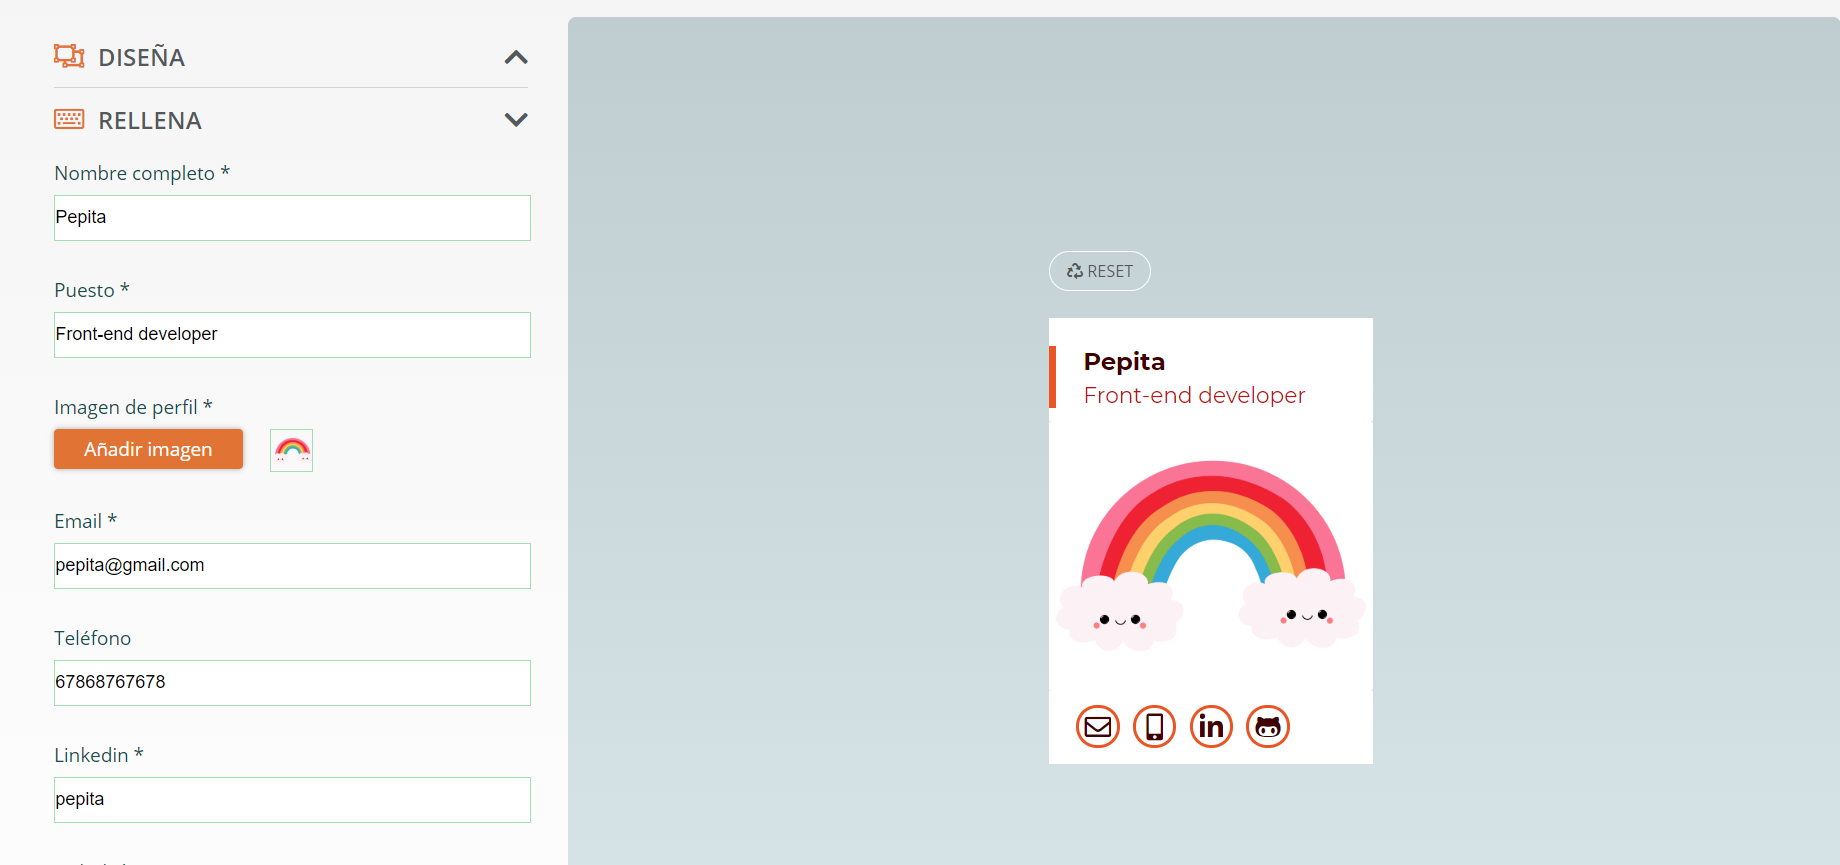 DISEÑA
RELLENA
Nombre completo *
Pepita
Puesto *
Front-end developer
Imagen de perfil *
Añadir imagen
Email *
pepita@gmail.com
Teléfono
67868767678
Linkedin *
pepita
RESET
Pepita
Front-end developer
in